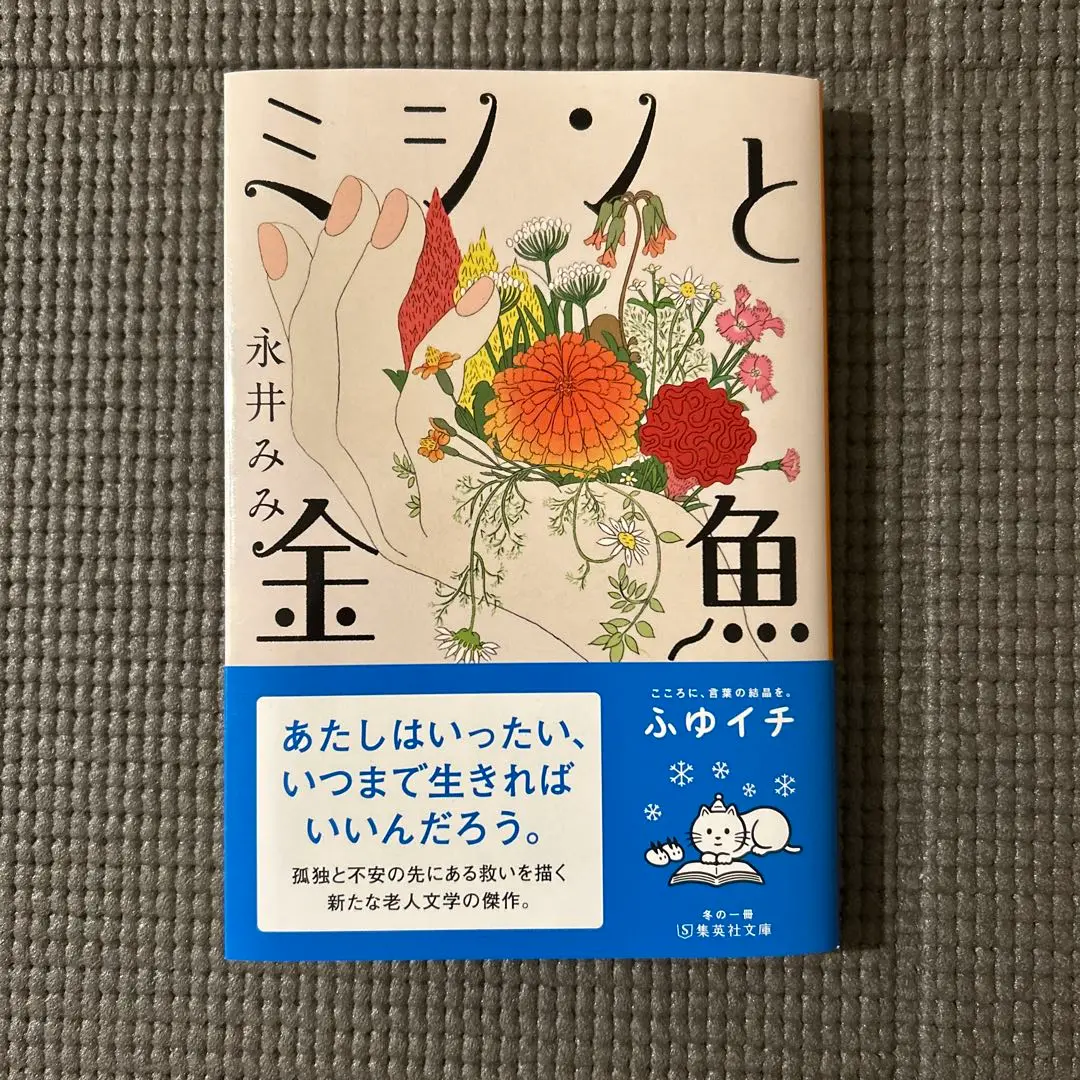 ミシンと
金魚
永井みみ
あたしはいったい、
いつまで生きれば
いいんだろう。
孤独と不安の先にある救いを描く
新たな老人文学の傑作。
こころに、言葉の結晶を。
ふゆイチ
冬の一冊
S集英社文庫